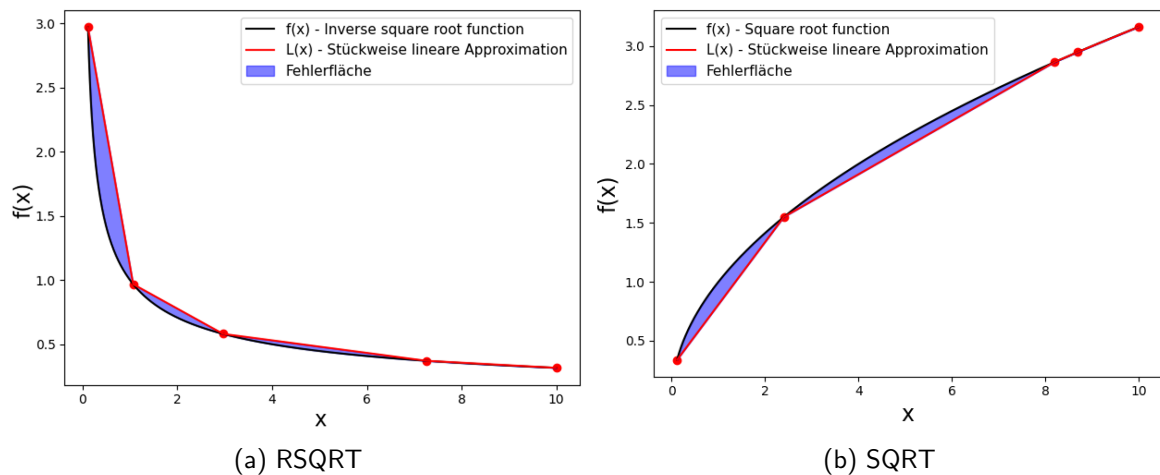 f(x) - Inverse square root function
L(x) - Stückweise lineare Approximation
Fehlerfläche
3.0
2.5
2.0
1.5
1.0
0.5
f(x)
0
2
4
6
8
10
x
(a) RSQRT
f(x) - Square root function
L(x) - Stückweise lineare Approximation
Fehlerfläche
3.0
2.5
2.0
1.5
1.0
0.5
f(x)
0
2
4
6
8
10
x
(b) SQRT